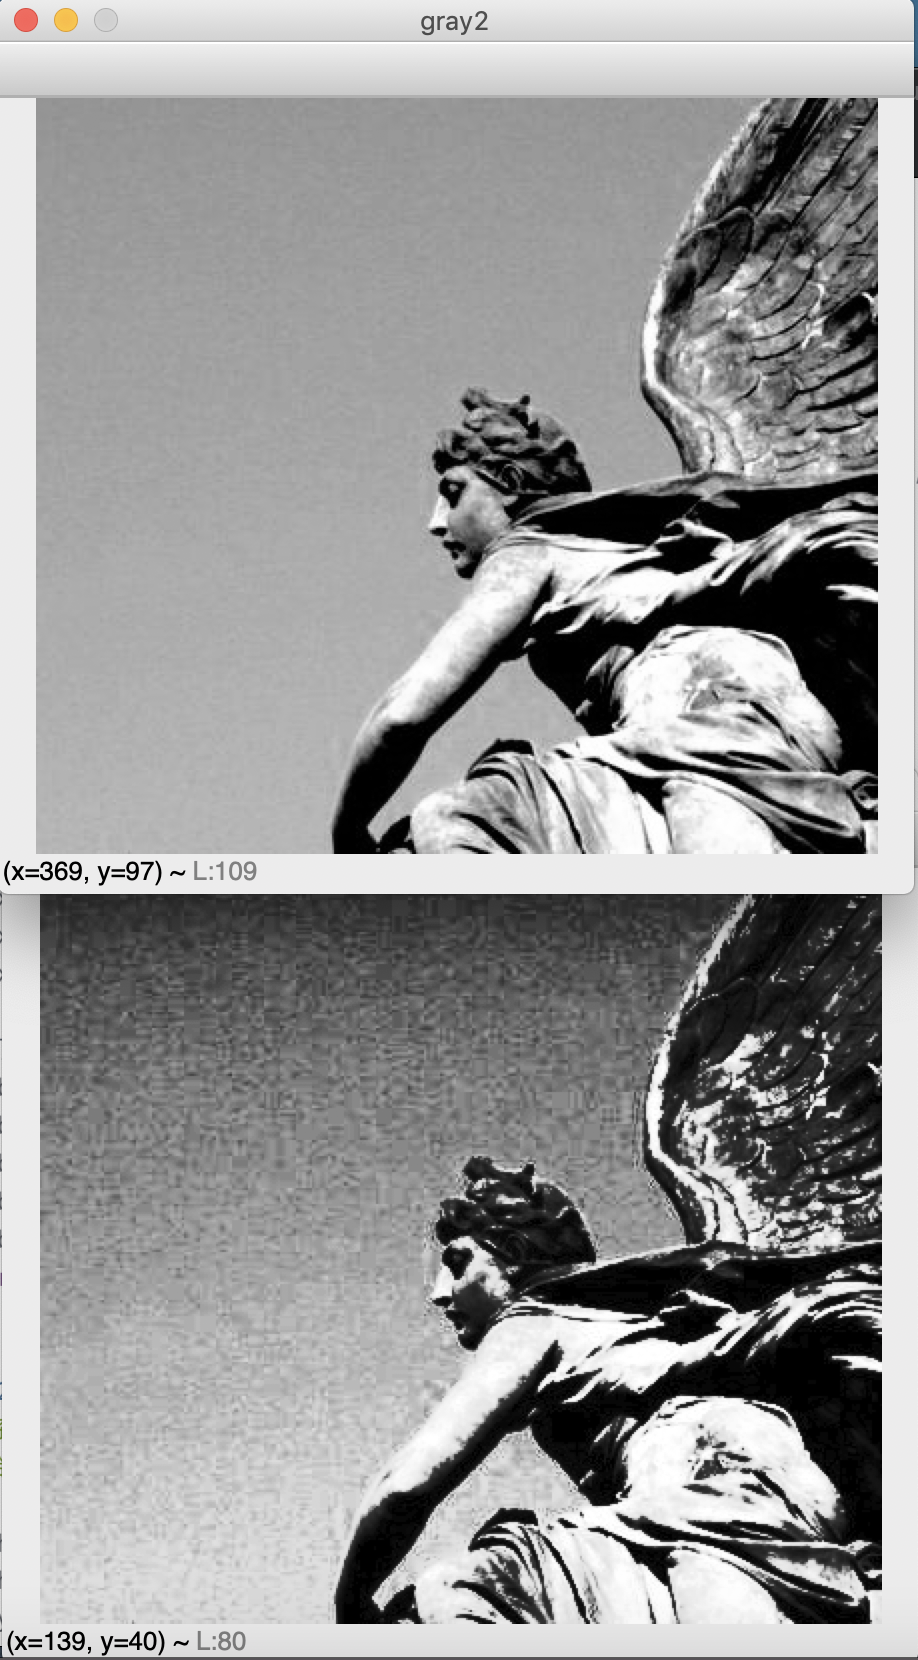 gray2
(x=369, y=97) ~ L:109
(x=139, y=40) ~ L:80